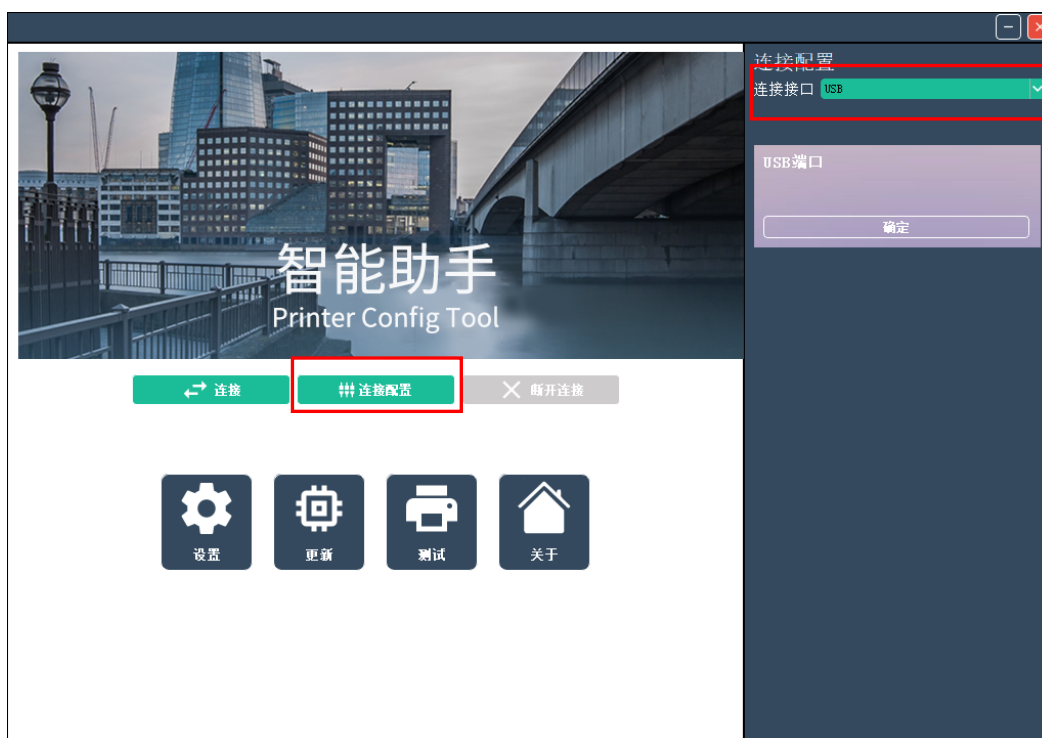 智能助手
Printer Config Tool
连接
连接配置
断开连接
设置
更新
测试
关于
连接配置
连接接口 USB
USB端口
确定